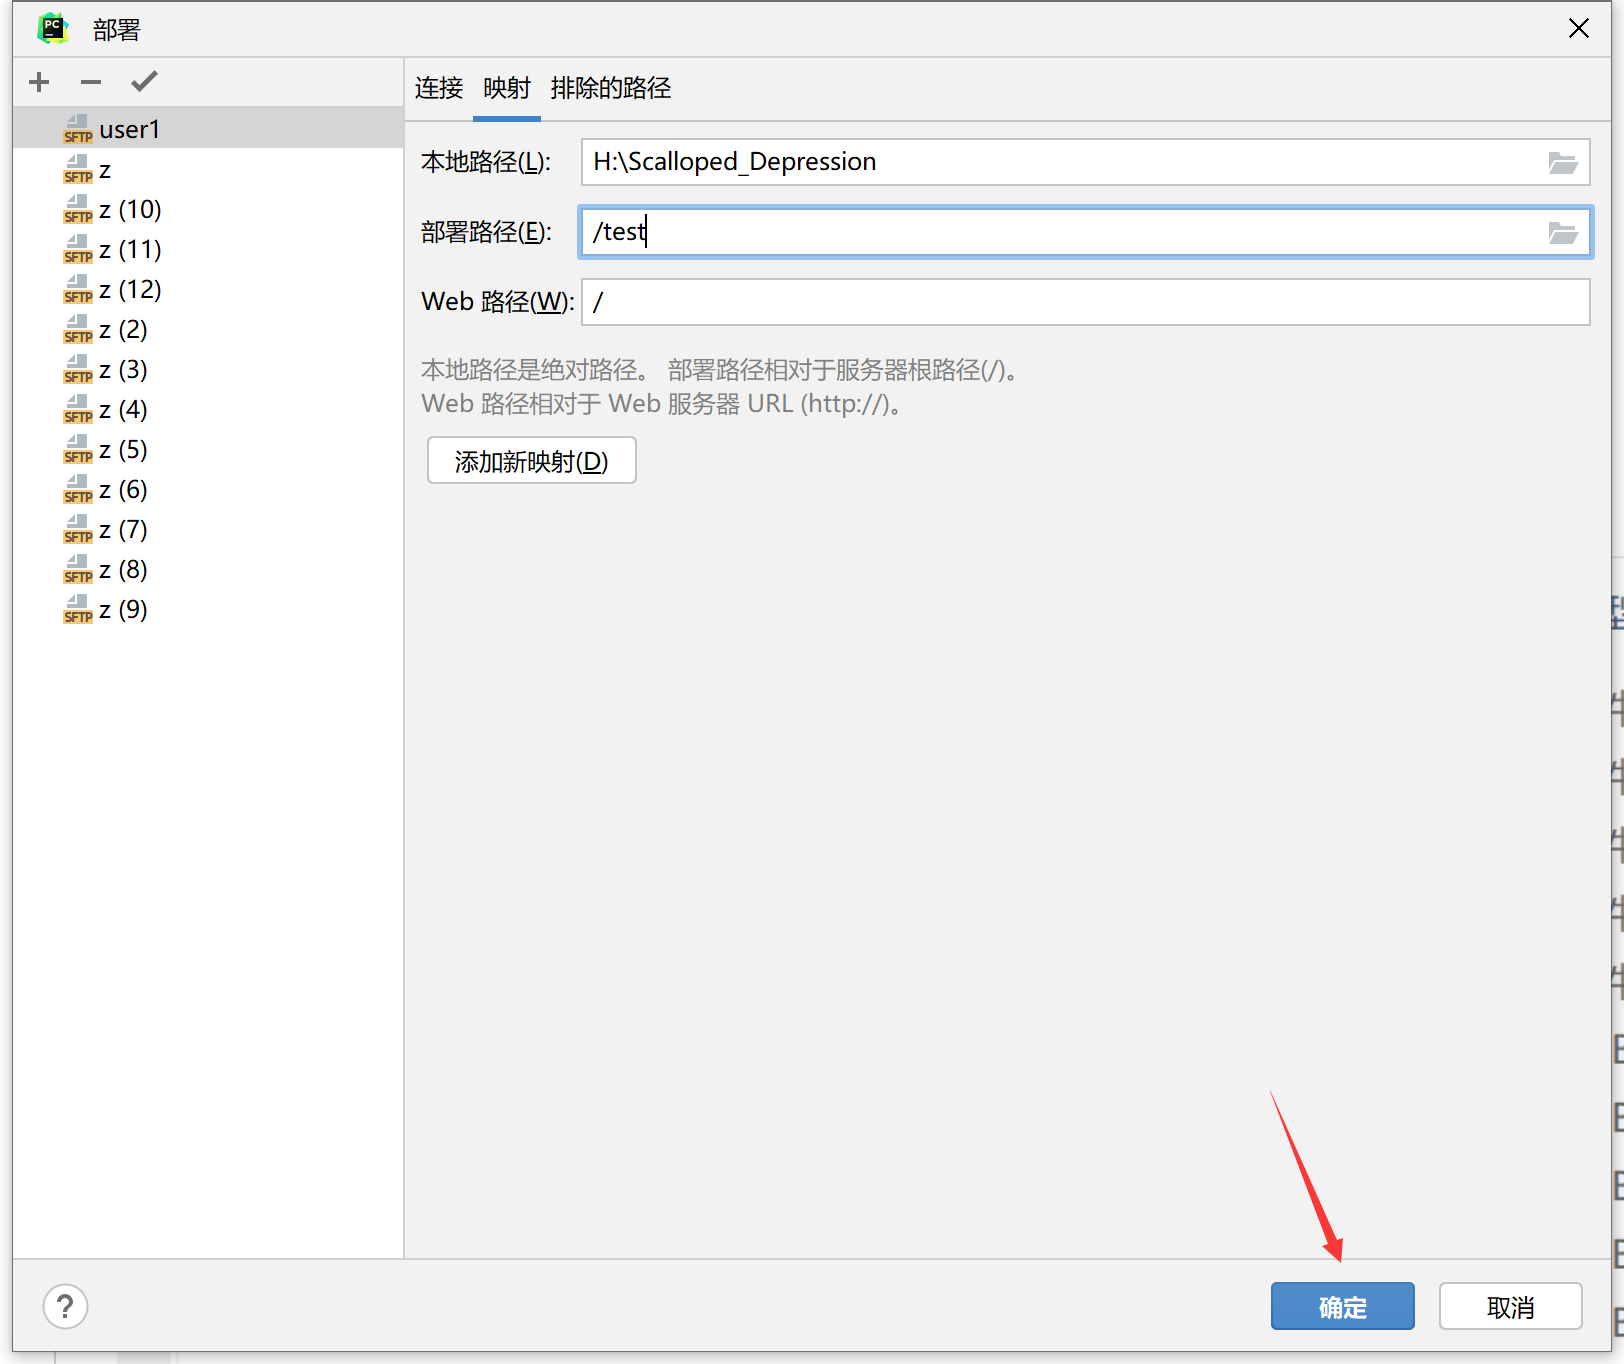 PC 部署
连接 映射 排除的路径
SFTP user1
SFTP z
SFTP z (10)
SFTP z (11)
SFTP z (12)
SFTP z (2)
SFTP z (3)
SFTP z (4)
SFTP z (5)
SFTP z (6)
SFTP z (7)
SFTP z (8)
SFTP z (9)
本地路径(L): H:\Scalloped_Depression
部署路径(E): /test
Web 路径(W): /
本地路径是绝对路径。 部署路径相对于服务器根路径(/)。
Web 路径相对于 Web 服务器 URL (http://)。
添加新映射(D)
? 确定 取消